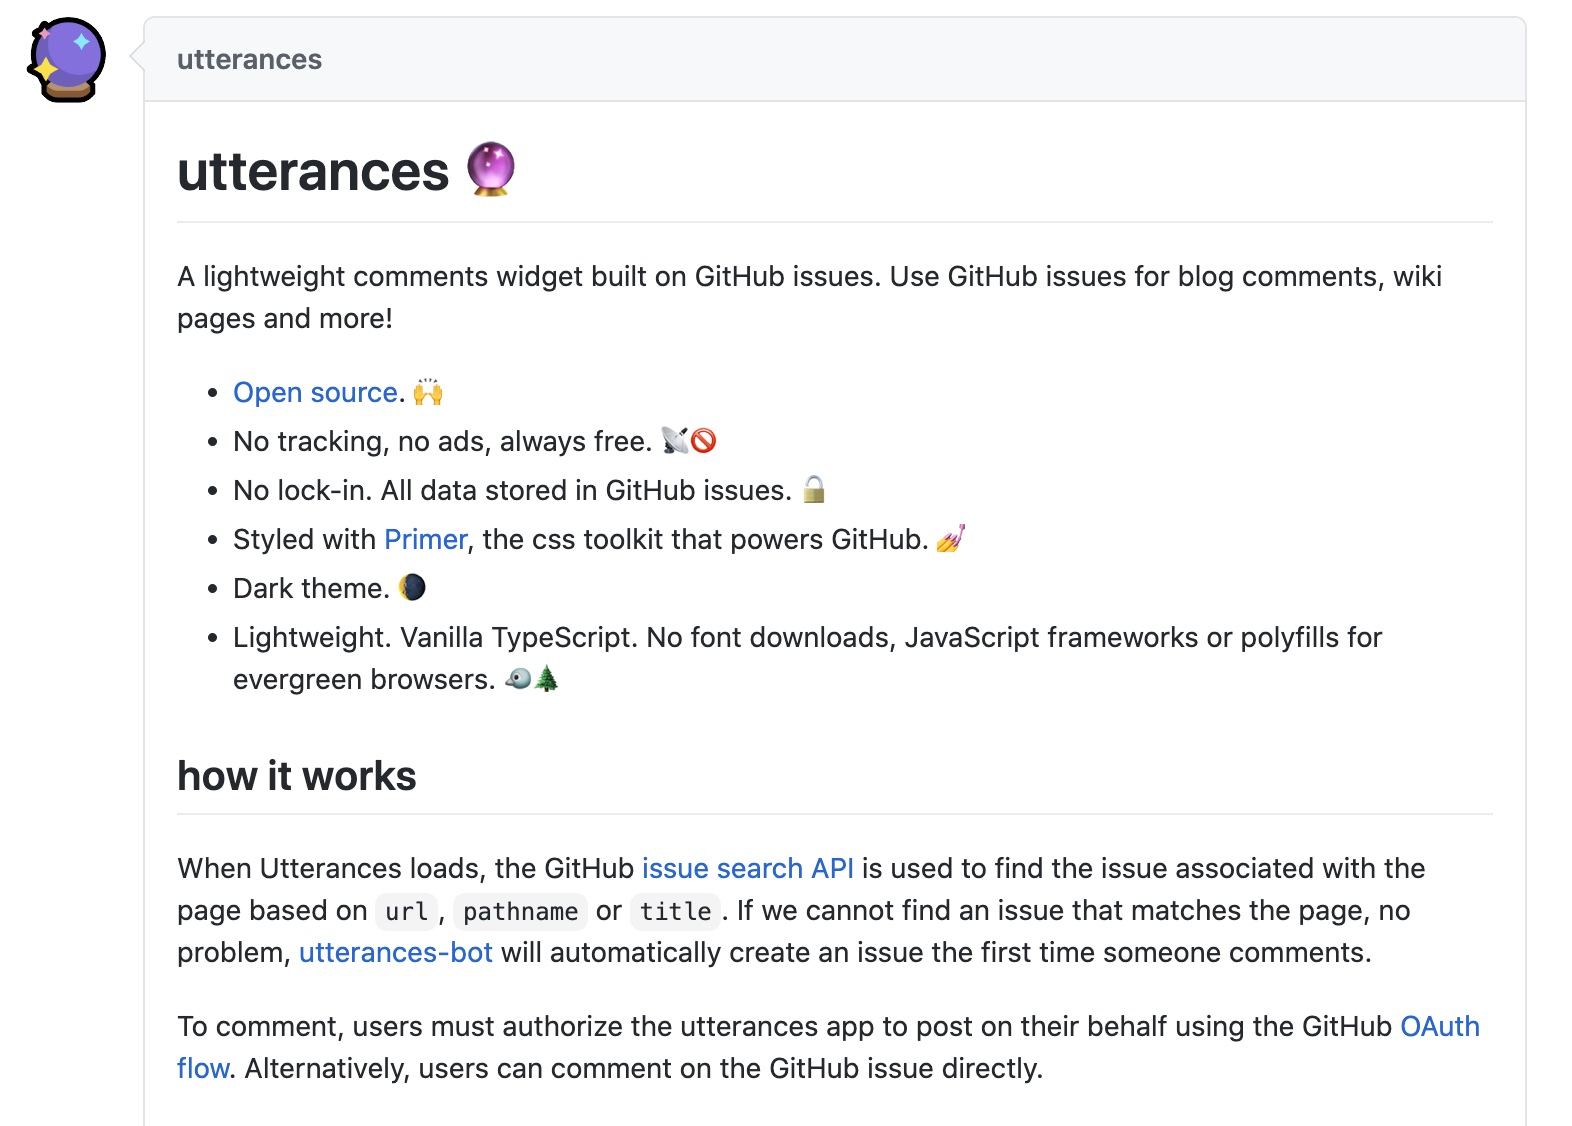 utterances
utterances 🔮
A lightweight comments widget built on GitHub issues. Use GitHub issues for blog comments, wiki
pages and more!
• Open source. 🙌
• No tracking, no ads, always free. 📡🚫
• No lock-in. All data stored in GitHub issues. 🔓
• Styled with Primer, the css toolkit that powers GitHub. 💅
• Dark theme. 🌘
• Lightweight. Vanilla TypeScript. No font downloads, JavaScript frameworks or polyfills for
evergreen browsers. 🐦🌲
how it works
When Utterances loads, the GitHub issue search API is used to find the issue associated with the
page based on url, pathname or title. If we cannot find an issue that matches the page, no
problem, utterances-bot will automatically create an issue the first time someone comments.
To comment, users must authorize the utterances app to post on their behalf using the GitHub OAuth
flow. Alternatively, users can comment on the GitHub issue directly.